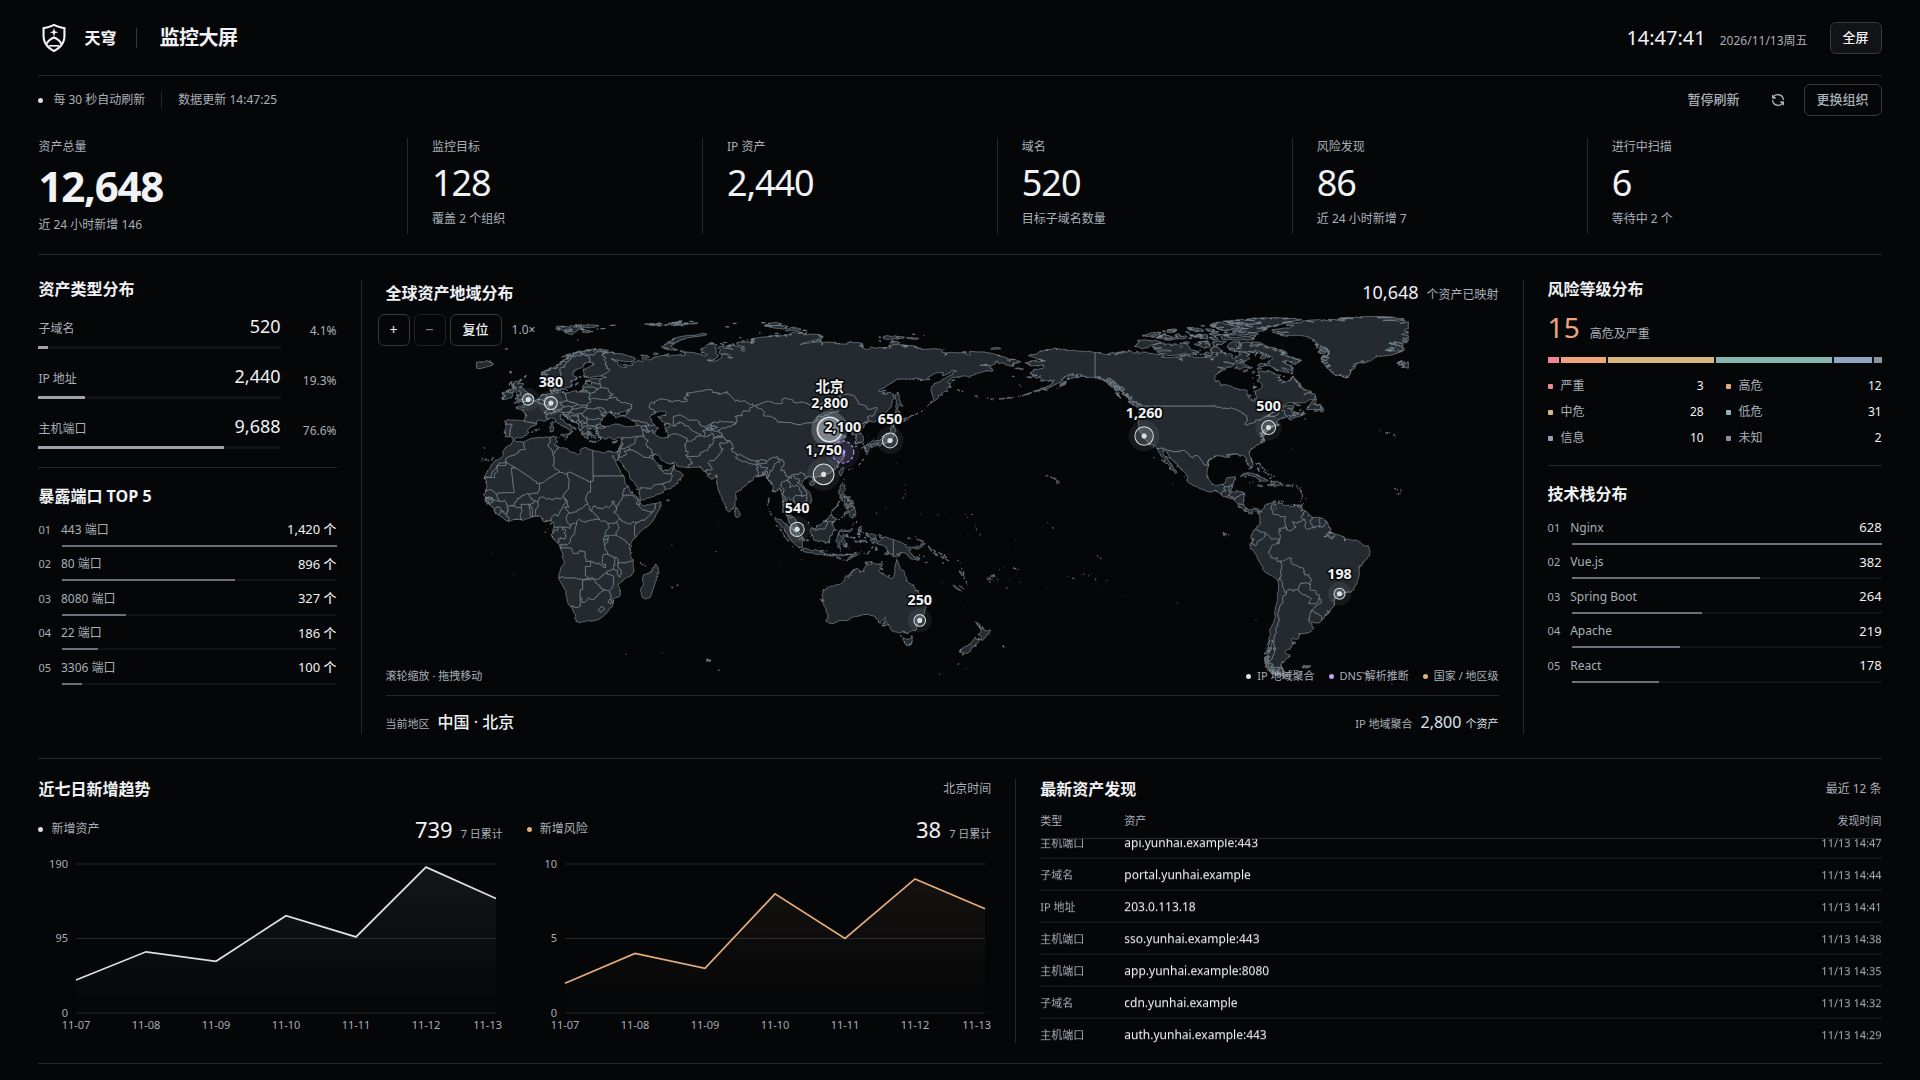 天穹
监控大屏
14:47:41
2026/11/13周五
全屏
每 30 秒自动刷新
数据更新 14:47:25
暂停刷新
更换组织
资产总量
12,648
近 24 小时新增 146
监控目标
128
覆盖 2 个组织
IP 资产
2,440
域名
520
目标子域名数量
风险发现
86
近 24 小时新增 7
进行中扫描
6
等待中 2 个
资产类型分布
子域名 520 4.1%
IP 地址 2,440 19.3%
主机端口 9,688 76.6%
暴露端口 TOP 5
01 443 端口 1,420 个
02 80 端口 896 个
03 8080 端口 327 个
04 22 端口 186 个
05 3306 端口 100 个
全球资产地域分布
10,648 个资产已映射
+ − 复位 1.0×
380
北京
2,800
2,100
650
1,750
540
250
1,260
500
198
滚轮缩放 · 拖拽移动
IP 地域聚合
DNS 解析推断
国家 / 地区级
当前地区 中国 · 北京
IP 地域聚合 2,800 个资产
风险等级分布
15 高危及严重
严重 3
高危 12
中危 28
低危 31
信息 10
未知 2
技术栈分布
01 Nginx 628
02 Vue.js 382
03 Spring Boot 264
04 Apache 219
05 React 178
近七日新增趋势
北京时间
新增资产
739 7 日累计
190
95
0
11-07 11-08 11-09 11-10 11-11 11-12 11-13
新增风险
38 7 日累计
10
5
0
11-07 11-08 11-09 11-10 11-11 11-12 11-13
最新资产发现
最近 12 条
类型 资产 发现时间
主机端口 api.yunhai.example:443 11/13 14:47
子域名 portal.yunhai.example 11/13 14:44
IP 地址 203.0.113.18 11/13 14:41
主机端口 sso.yunhai.example:443 11/13 14:38
主机端口 app.yunhai.example:8080 11/13 14:35
子域名 cdn.yunhai.example 11/13 14:32
主机端口 auth.yunhai.example:443 11/13 14:29